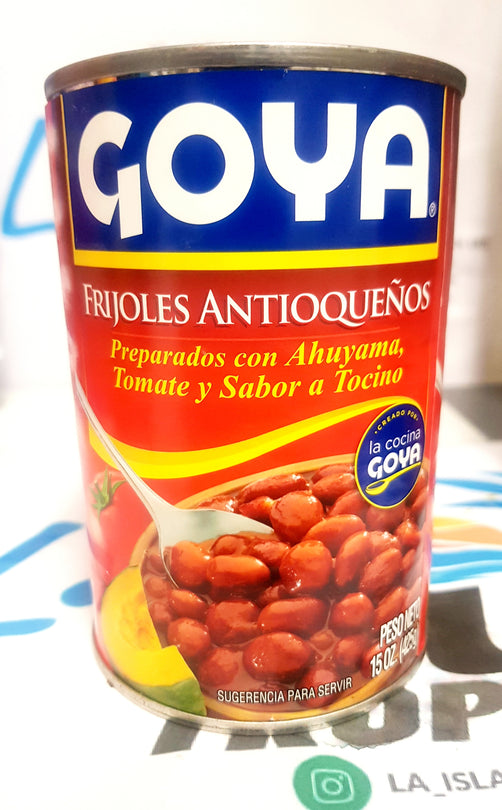 GOYA®
FRIJOLES ANTIOQUEÑOS
Preparados con Ahuyama,
Tomate y Sabor a Tocino
• CREADO POR •
la cocina
GOYA
PESO NETO
15 OZ. (425g)
SUGERENCIA PARA SERVIR
LA_ISLA